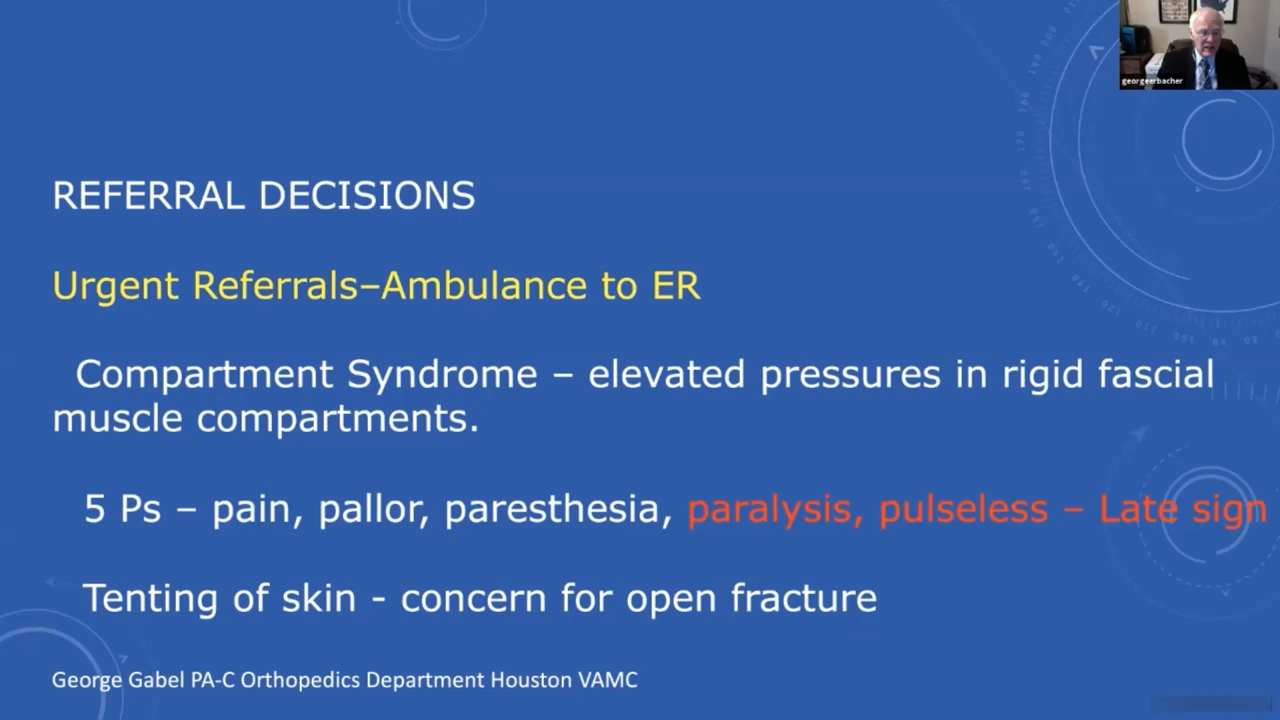 georgeerbacher
REFERRAL DECISIONS
Urgent Referrals–Ambulance to ER
Compartment Syndrome – elevated pressures in rigid fascial
muscle compartments.
5 Ps – pain, pallor, paresthesia, paralysis, pulseless – Late sign
Tenting of skin - concern for open fracture
George Gabel PA-C Orthopedics Department Houston VAMC